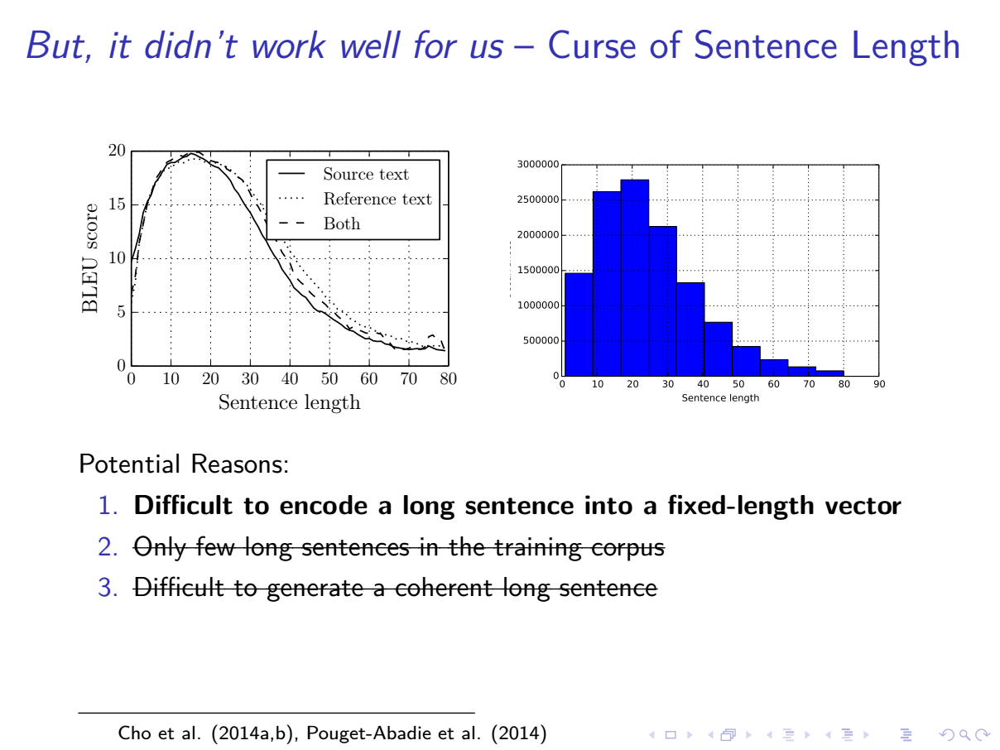 But, it didn't work well for us – Curse of Sentence Length
20
15
10
5
0
BLEU score
Source text
Reference text
Both
0 10 20 30 40 50 60 70 80
Sentence length
3000000
2500000
2000000
1500000
1000000
500000
0
0 10 20 30 40 50 60 70 80 90
Sentence length
Potential Reasons:
1. Difficult to encode a long sentence into a fixed-length vector
2. Only few long sentences in the training corpus
3. Difficult to generate a coherent long sentence
Cho et al. (2014a,b), Pouget-Abadie et al. (2014)